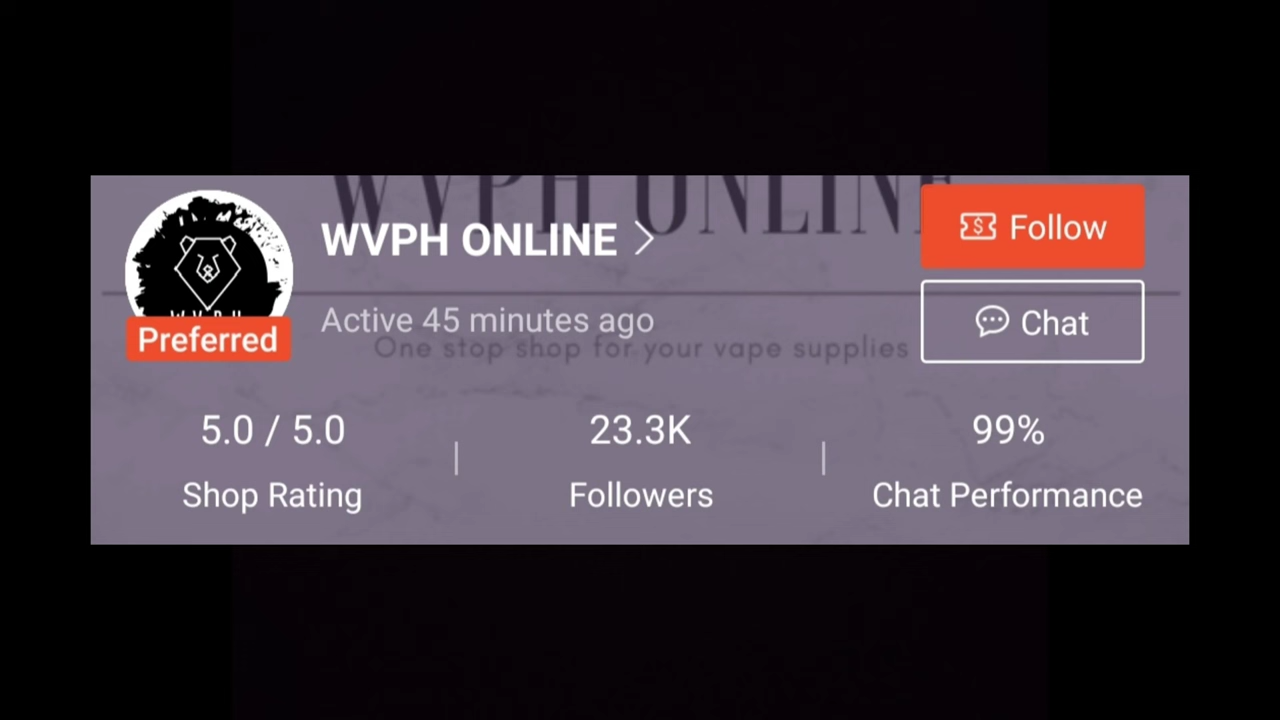 WVPH ONLINE
WVPH ONLINE
Follow
Active 45 minutes ago
Chat
One stop shop for your vape supplies
WVPH
Preferred
5.0 / 5.0
23.3K
99%
Shop Rating
Followers
Chat Performance